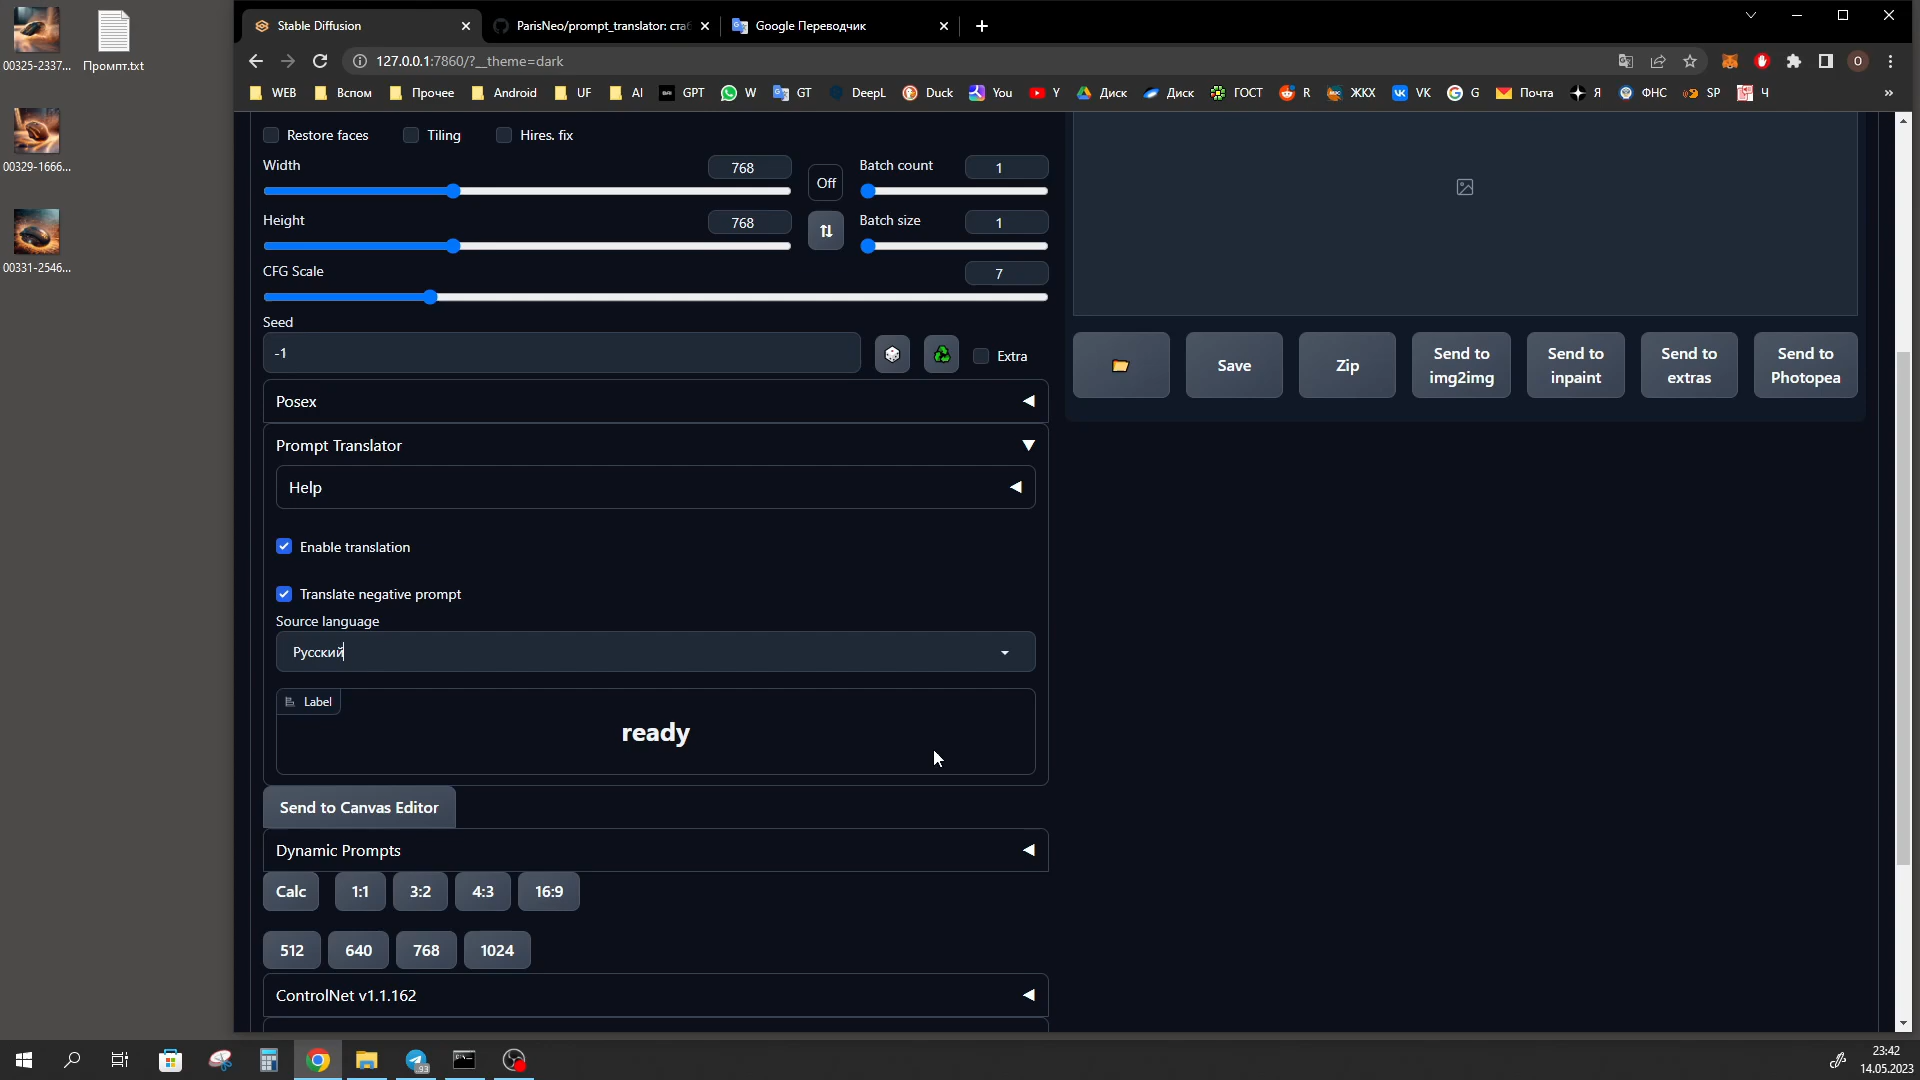 Stable Diffusion
ParisNeo/prompt_translator: стаб
Google Переводчик
127.0.0.1:7860/?__theme=dark
O
WEB
Вспом
Прочее
Android
UF
AI
GPT
W
GT
DeepL
Duck
You
Y
Диск
Диск
ГОСТ
R
ЖКХ
VK
G
Почта
Я
ФНС
SP
Ч
»
00325-2337...
Промпт.txt
00329-1666...
00331-2546...
Restore faces
Tiling
Hires. fix
Width
768
Off
Batch count
1
Height
768
Batch size
1
CFG Scale
7
Seed
-1
Extra
Save
Zip
Send to
img2img
Send to
inpaint
Send to
extras
Send to
Photopea
Posex
Prompt Translator
Help
Enable translation
Translate negative prompt
Source language
Русский
Label
ready
Send to Canvas Editor
Dynamic Prompts
Calc
1:1
3:2
4:3
16:9
512
640
768
1024
ControlNet v1.1.162
93
23:42
14.05.2023